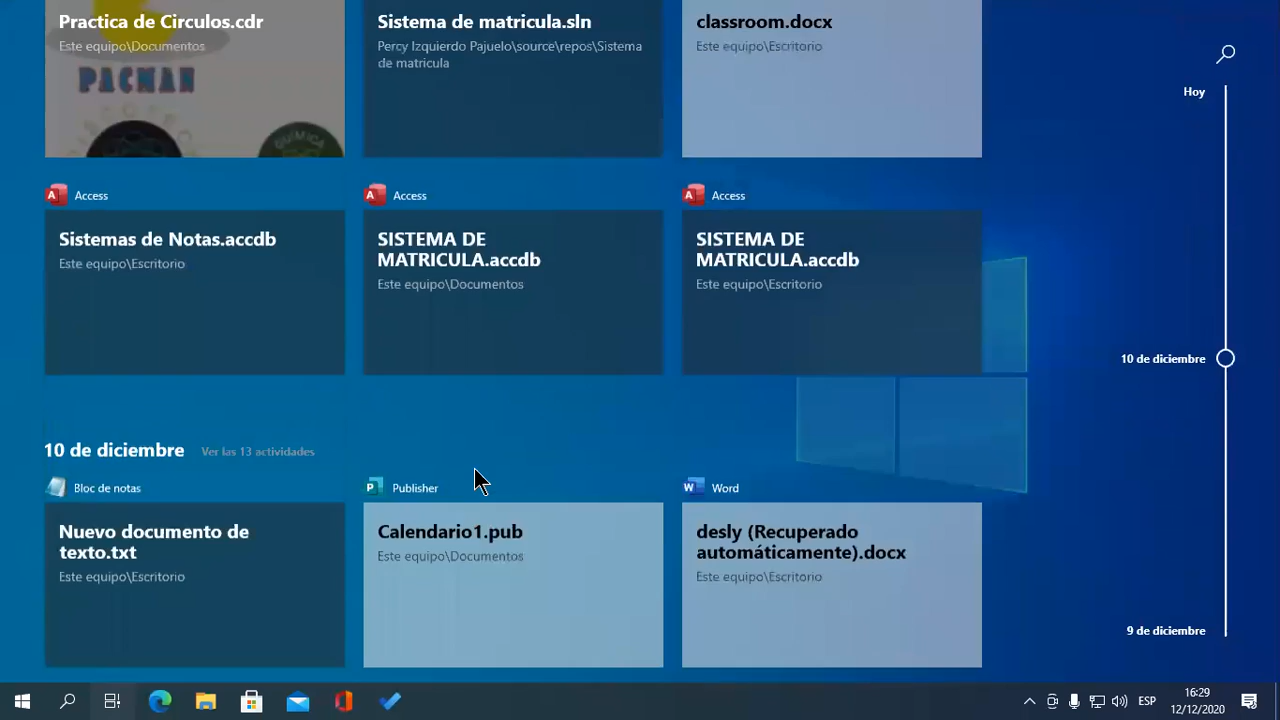 Practica de Circulos.cdr
Este equipo\Documentos
PACMAN
QUÍMICA
Sistema de matricula.sln
Percy Izquierdo Pajuelo\source\repos\Sistema
de matricula
classroom.docx
Este equipo\Escritorio
Hoy
Access
Sistemas de Notas.accdb
Este equipo\Escritorio
Access
SISTEMA DE
MATRICULA.accdb
Este equipo\Documentos
Access
SISTEMA DE
MATRICULA.accdb
Este equipo\Escritorio
10 de diciembre
10 de diciembre Ver las 13 actividades
Bloc de notas
Nuevo documento de
texto.txt
Este equipo\Escritorio
Publisher
Calendario1.pub
Este equipo\Documentos
Word
desly (Recuperado
automáticamente).docx
Este equipo\Escritorio
9 de diciembre
ESP
16:29
12/12/2020